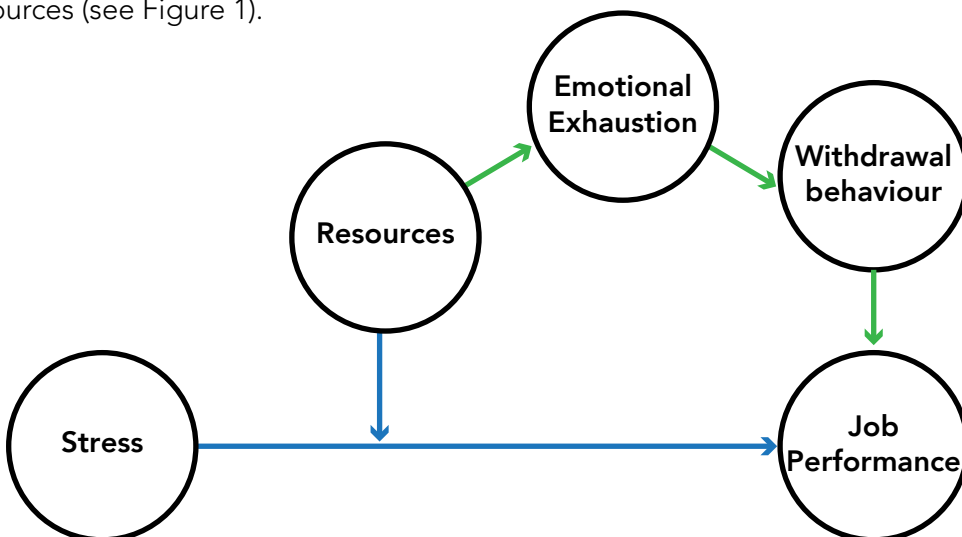 ources (see Figure 1).
Emotional
Exhaustion
Withdrawal
behaviour
Resources
Stress
Job
Performance